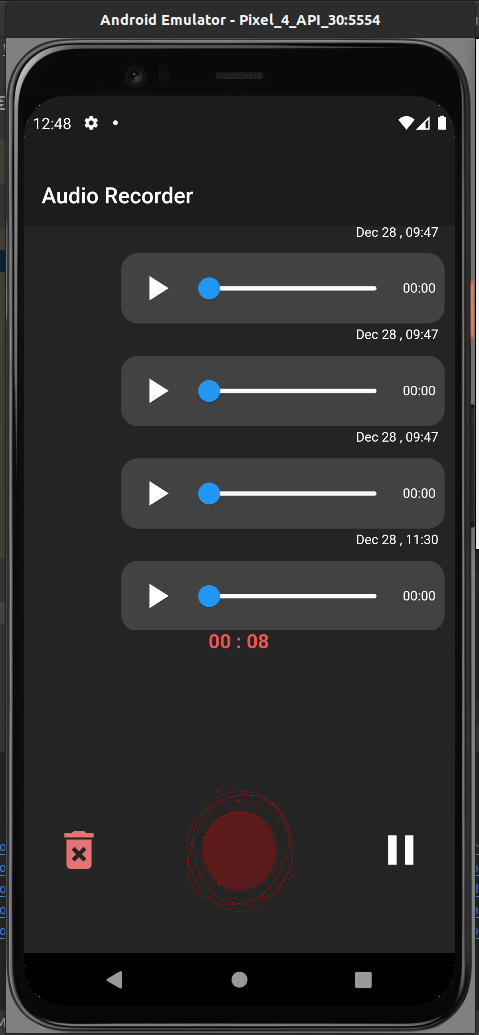 Android Emulator - Pixel_4_API_30:5554
12:48
Audio Recorder
Dec 28 , 09:47
00:00
Dec 28 , 09:47
00:00
Dec 28 , 09:47
00:00
Dec 28 , 11:30
00:00
00 : 08